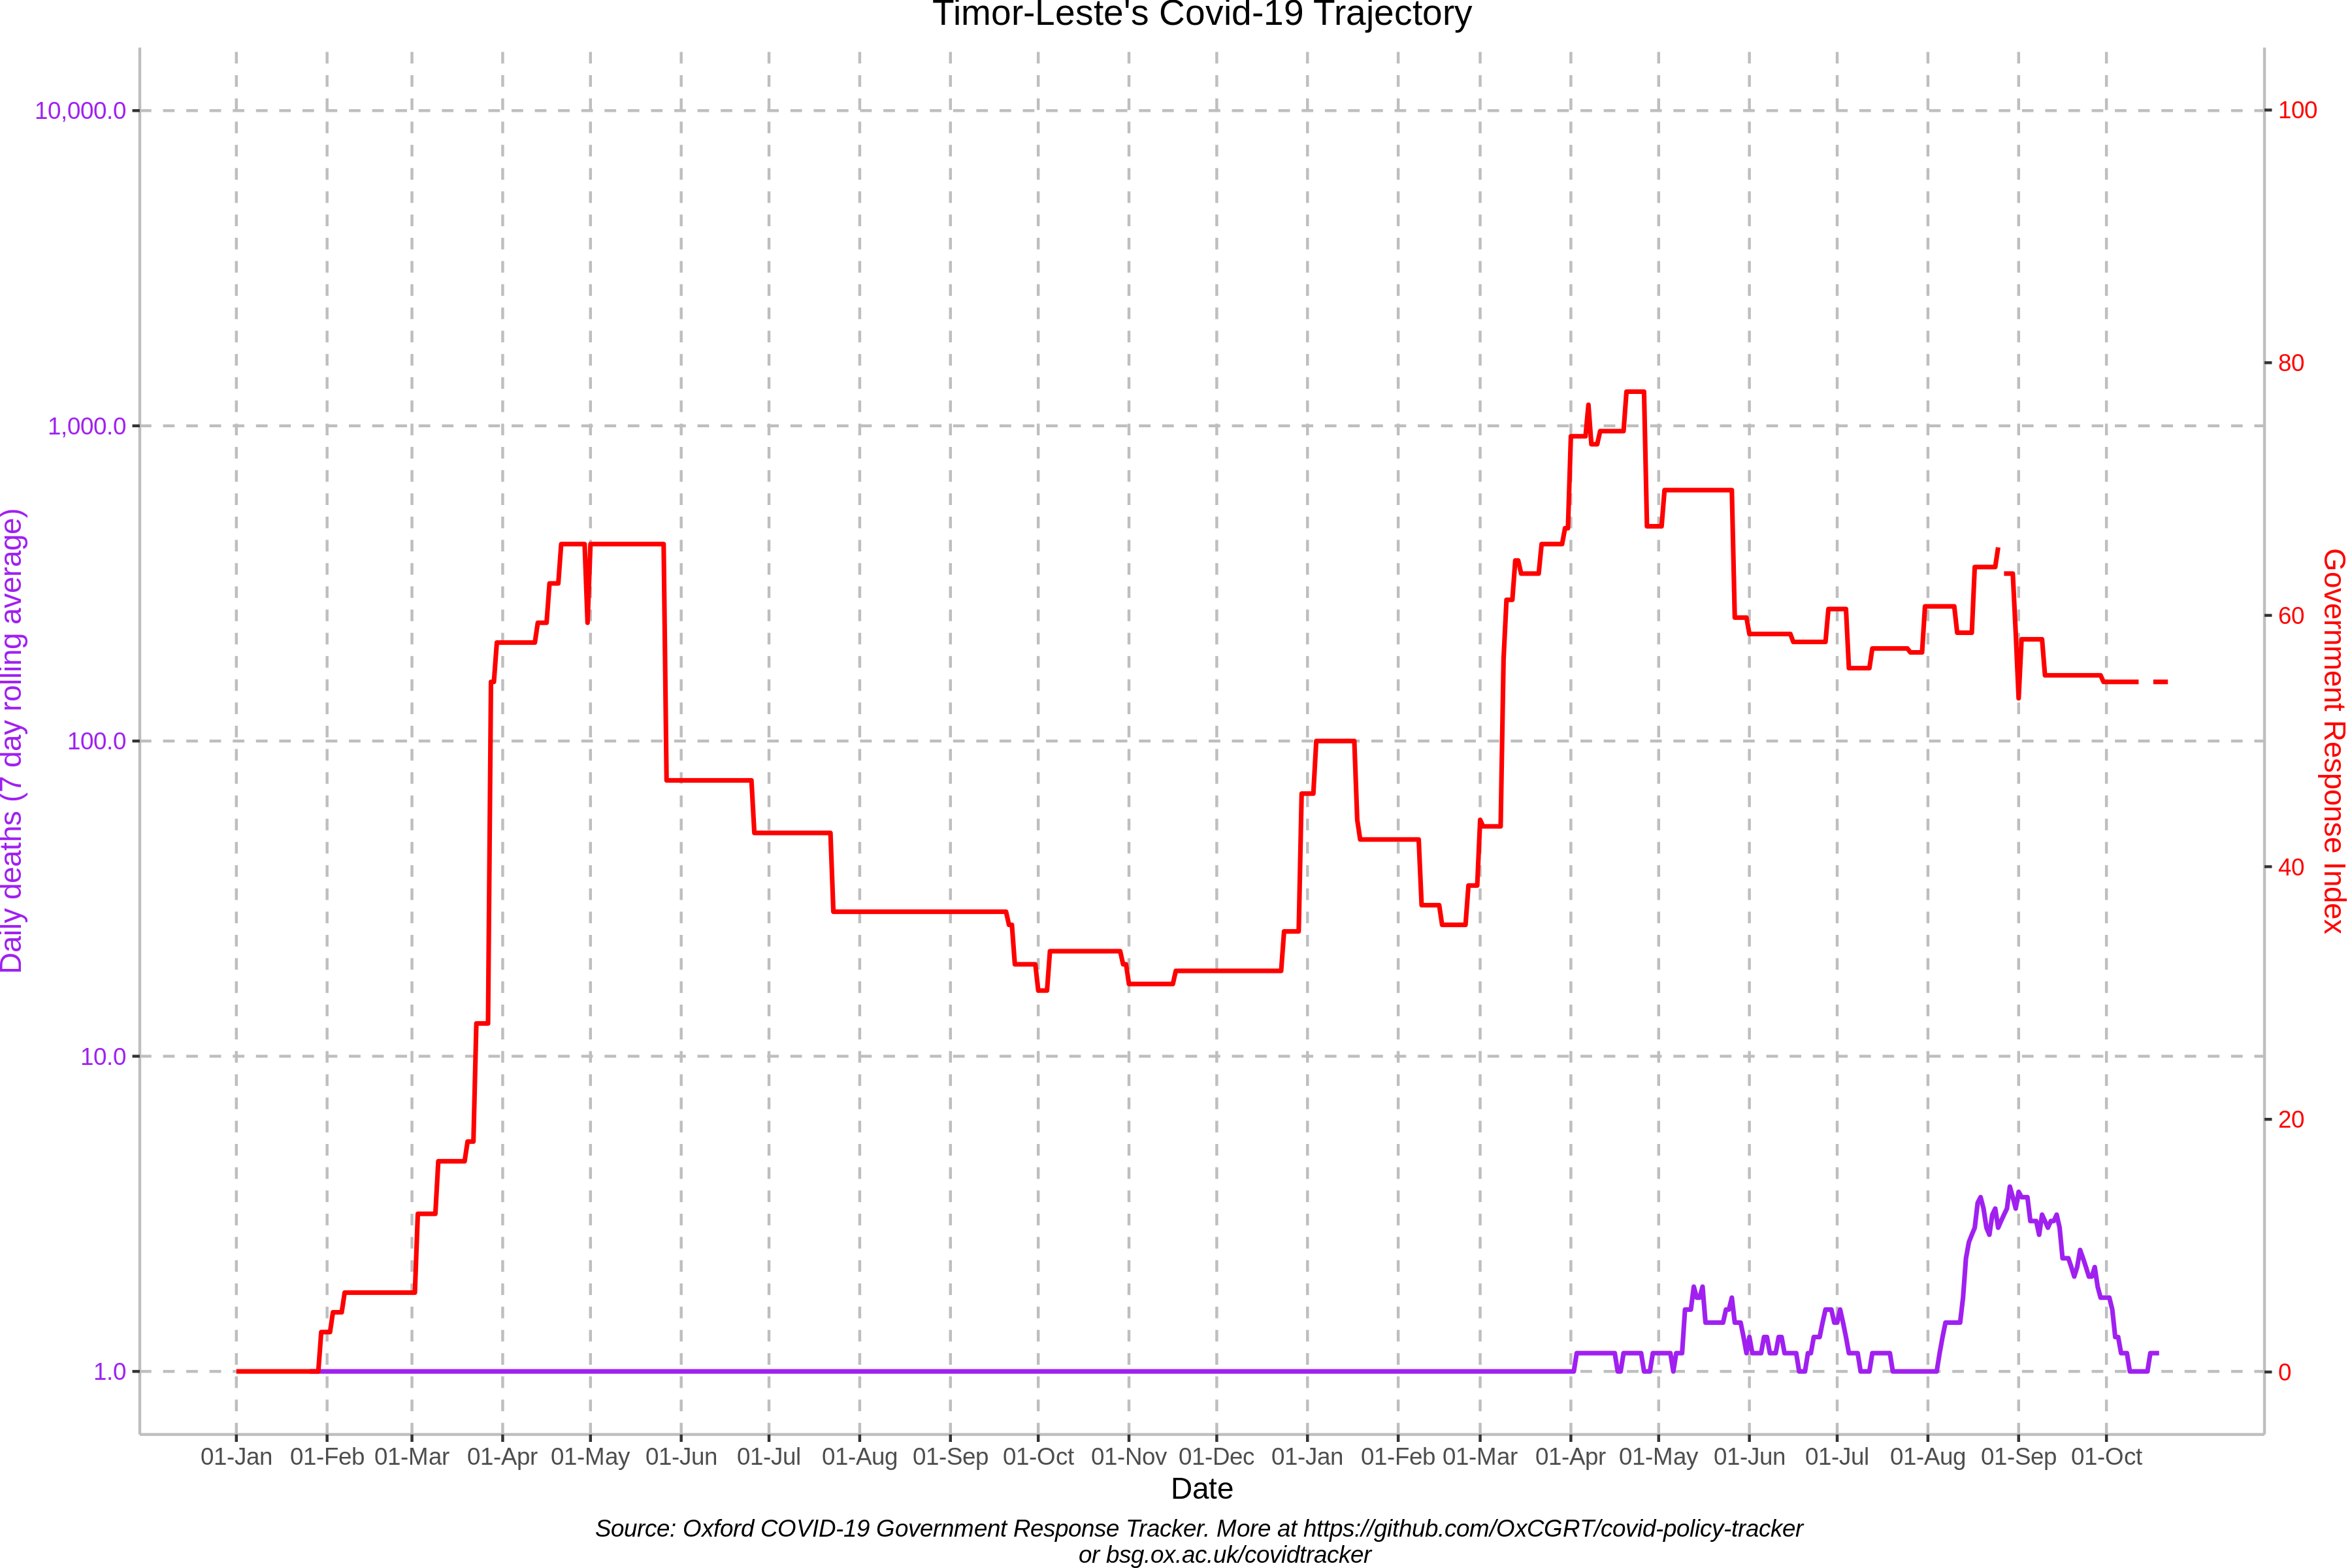 Timor-Leste's Covid-19 Trajectory
10,000.0
1,000.0
100.0
10.0
1.0
Daily deaths (7 day rolling average)
100
80
60
40
20
0
Government Response Index
01-Jan 01-Feb 01-Mar 01-Apr 01-May 01-Jun 01-Jul 01-Aug 01-Sep 01-Oct 01-Nov 01-Dec 01-Jan 01-Feb 01-Mar 01-Apr 01-May 01-Jun 01-Jul 01-Aug 01-Sep 01-Oct
Date
Source: Oxford COVID-19 Government Response Tracker. More at https://github.com/OxCGRT/covid-policy-tracker
or bsg.ox.ac.uk/covidtracker